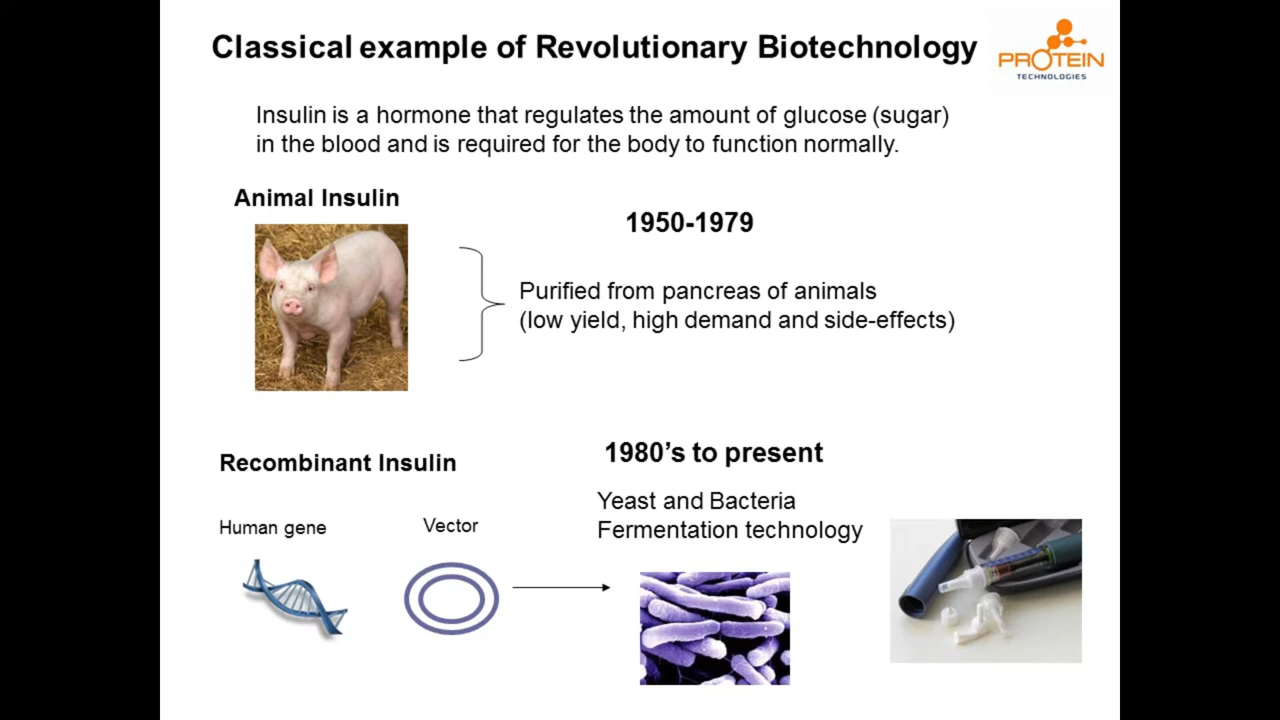 Classical example of Revolutionary Biotechnology
PROTEIN
TECHNOLOGIES
Insulin is a hormone that regulates the amount of glucose (sugar)
in the blood and is required for the body to function normally.
Animal Insulin
1950-1979
Purified from pancreas of animals
(low yield, high demand and side-effects)
Recombinant Insulin
1980’s to present
Yeast and Bacteria
Fermentation technology
Human gene
Vector